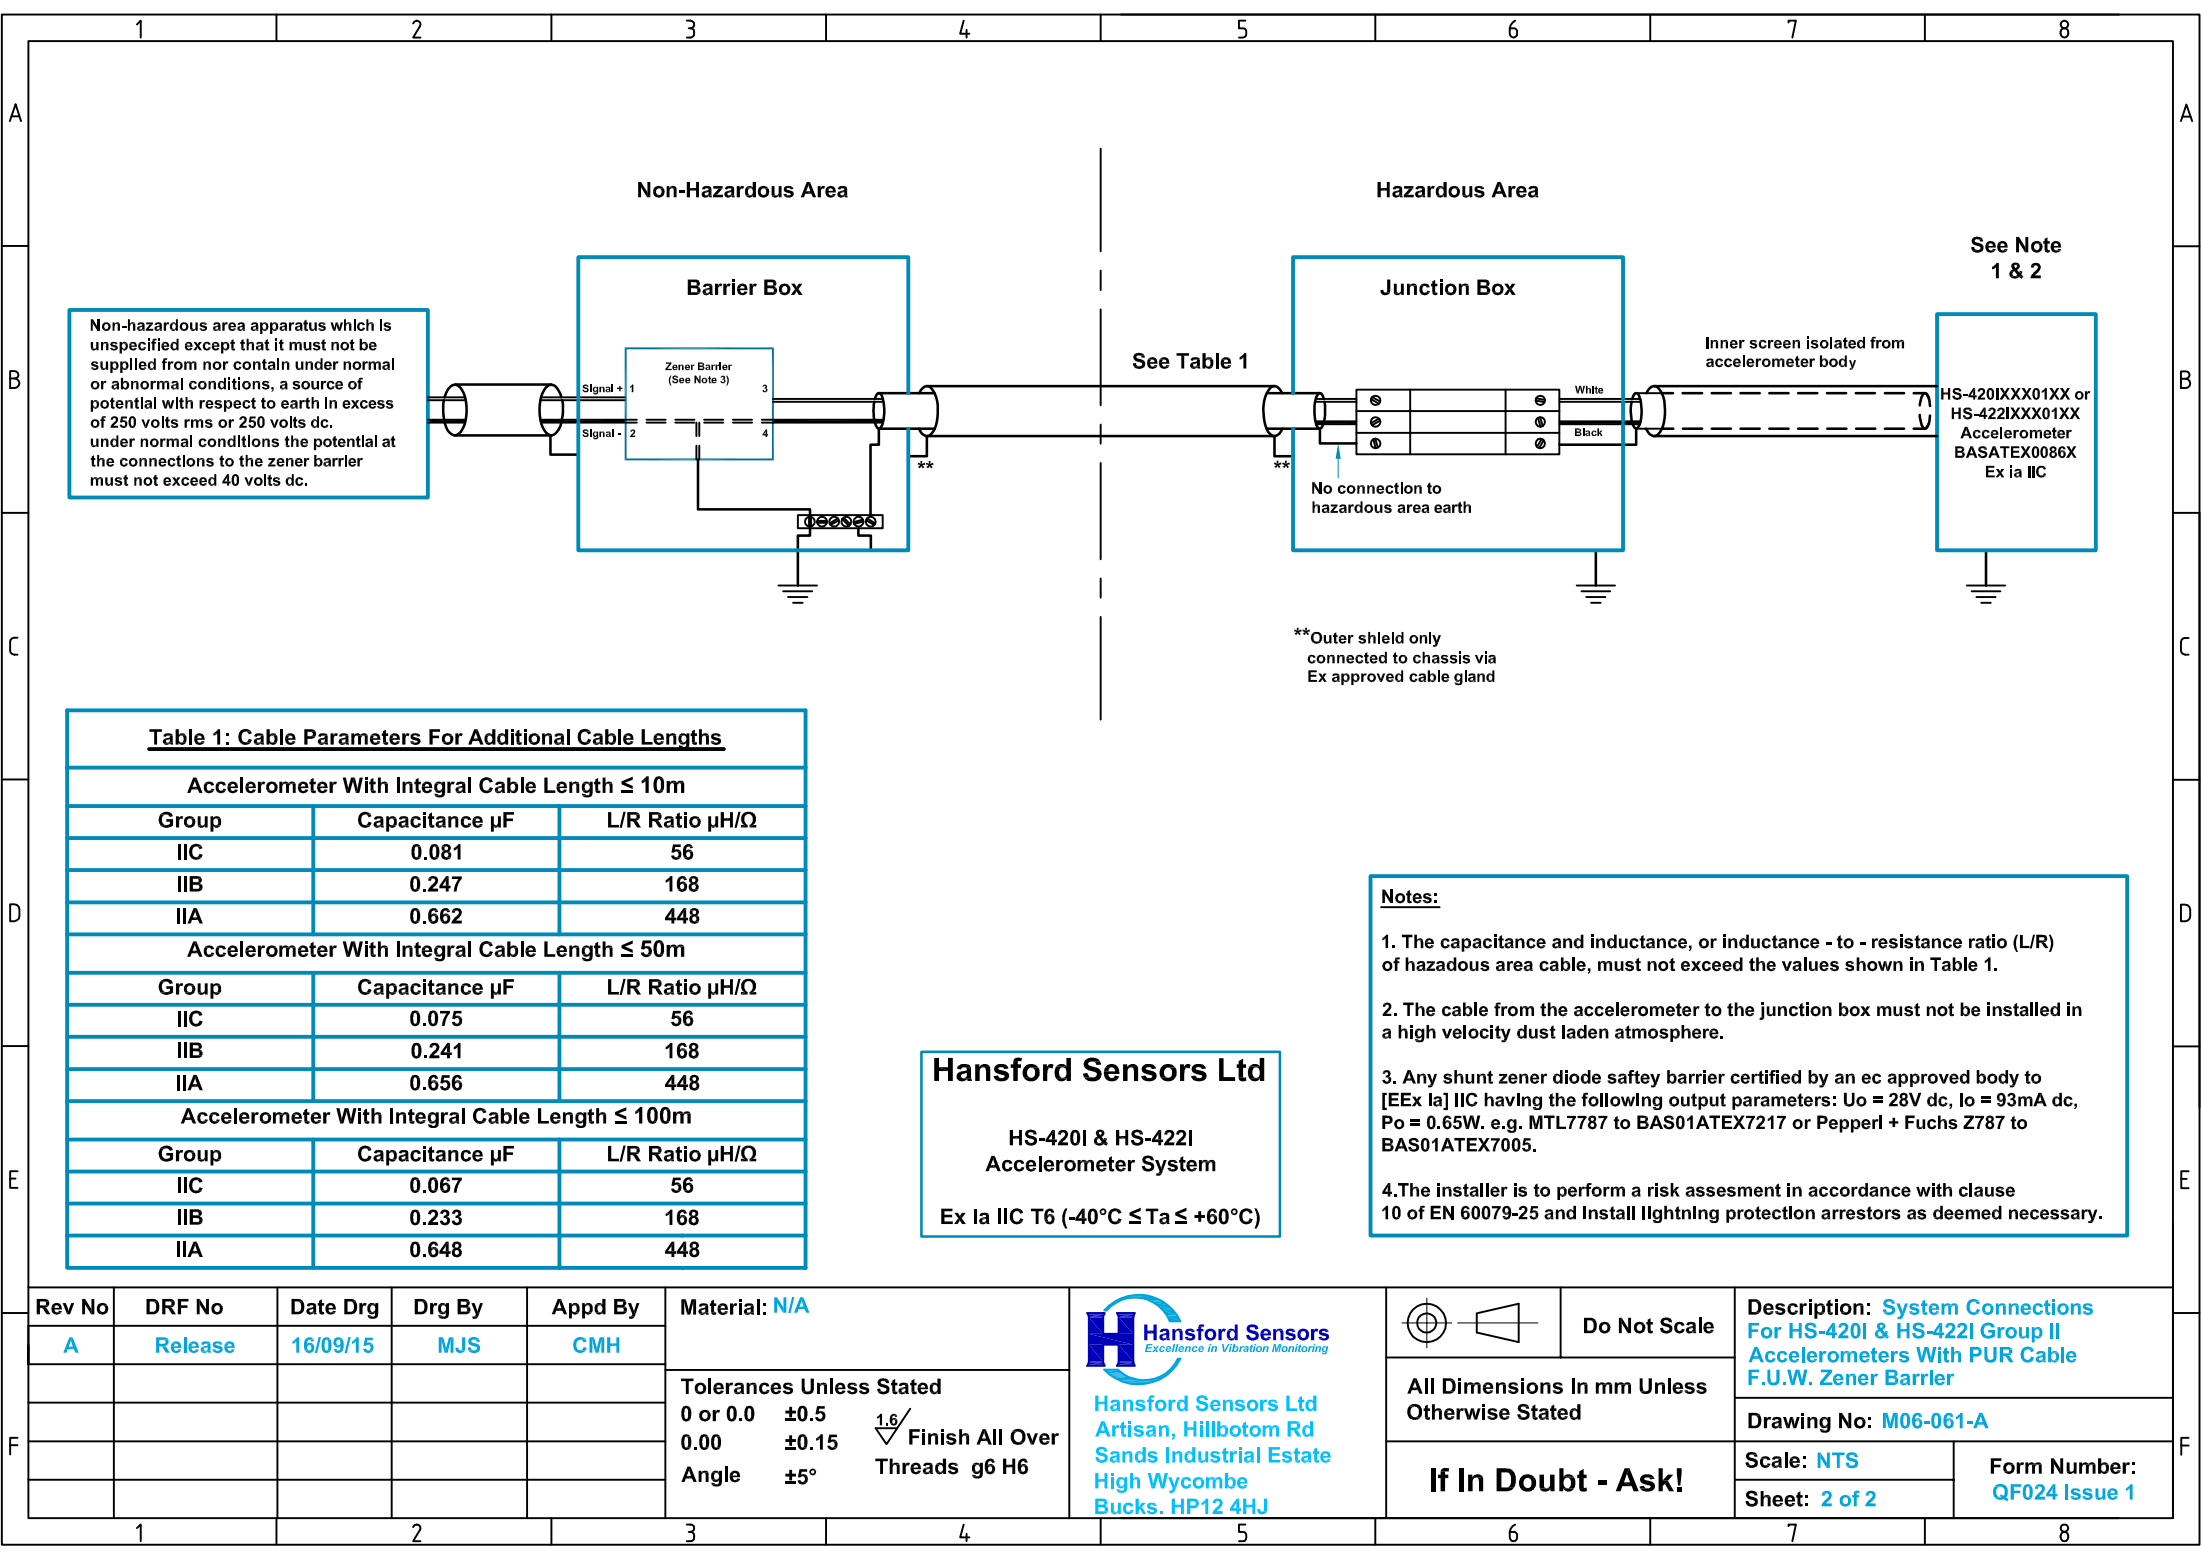 1 2 3 4 5 6 7 8
A A
Non-Hazardous Area
Hazardous Area
See Note
1 & 2
Barrier Box
Junction Box
B B
Non-hazardous area apparatus which is
unspecified except that it must not be
supplied from nor contain under normal
or abnormal conditions, a source of
potential with respect to earth in excess
of 250 volts rms or 250 volts dc.
under normal conditions the potential at
the connections to the zener barrier
must not exceed 40 volts dc.
Signal + 1
Signal - 2
Zener Barrier
(See Note 3)
3
4
**
See Table 1
**
No connection to
hazardous area earth
White
Black
Inner screen isolated from
accelerometer body
HS-420IXXX01XX or
HS-422IXXX01XX
Accelerometer
BASATEX0086X
Ex ia IIC
C C
**Outer shield only
connected to chassis via
Ex approved cable gland
Table 1: Cable Parameters For Additional Cable Lengths
Accelerometer With Integral Cable Length ≤ 10m
Group Capacitance µF L/R Ratio µH/Ω
IIC 0.081 56
IIB 0.247 168
IIA 0.662 448
Accelerometer With Integral Cable Length ≤ 50m
Group Capacitance µF L/R Ratio µH/Ω
IIC 0.075 56
IIB 0.241 168
IIA 0.656 448
Accelerometer With Integral Cable Length ≤ 100m
Group Capacitance µF L/R Ratio µH/Ω
IIC 0.067 56
IIB 0.233 168
IIA 0.648 448
D D
Hansford Sensors Ltd
HS-420I & HS-422I
Accelerometer System
Ex ia IIC T6 (-40°C ≤ Ta ≤ +60°C)
Notes:
1. The capacitance and inductance, or inductance - to - resistance ratio (L/R)
of hazadous area cable, must not exceed the values shown in Table 1.
2. The cable from the accelerometer to the junction box must not be installed in
a high velocity dust laden atmosphere.
3. Any shunt zener diode saftey barrier certified by an ec approved body to
[EEx ia] IIC having the following output parameters: Uo = 28V dc, Io = 93mA dc,
Po = 0.65W. e.g. MTL7787 to BAS01ATEX7217 or Pepperl + Fuchs Z787 to
BAS01ATEX7005.
4.The installer is to perform a risk assesment in accordance with clause
10 of EN 60079-25 and install lightning protection arrestors as deemed necessary.
E E
Rev No DRF No Date Drg Drg By Appd By
A Release 16/09/15 MJS CMH
Material: N/A
Tolerances Unless Stated
0 or 0.0 ±0.5
0.00 ±0.15
Angle ±5°
1.6 Finish All Over
Threads g6 H6
H Hansford Sensors
Excellence in Vibration Monitoring
Hansford Sensors Ltd
Artisan, Hillbotom Rd
Sands Industrial Estate
High Wycombe
Bucks. HP12 4HJ
Do Not Scale
All Dimensions In mm Unless
Otherwise Stated
If In Doubt - Ask!
Description: System Connections
For HS-420I & HS-422I Group II
Accelerometers With PUR Cable
F.U.W. Zener Barrier
Drawing No: M06-061-A
Scale: NTS
Sheet: 2 of 2
Form Number:
QF024 Issue 1
F F
1 2 3 4 5 6 7 8